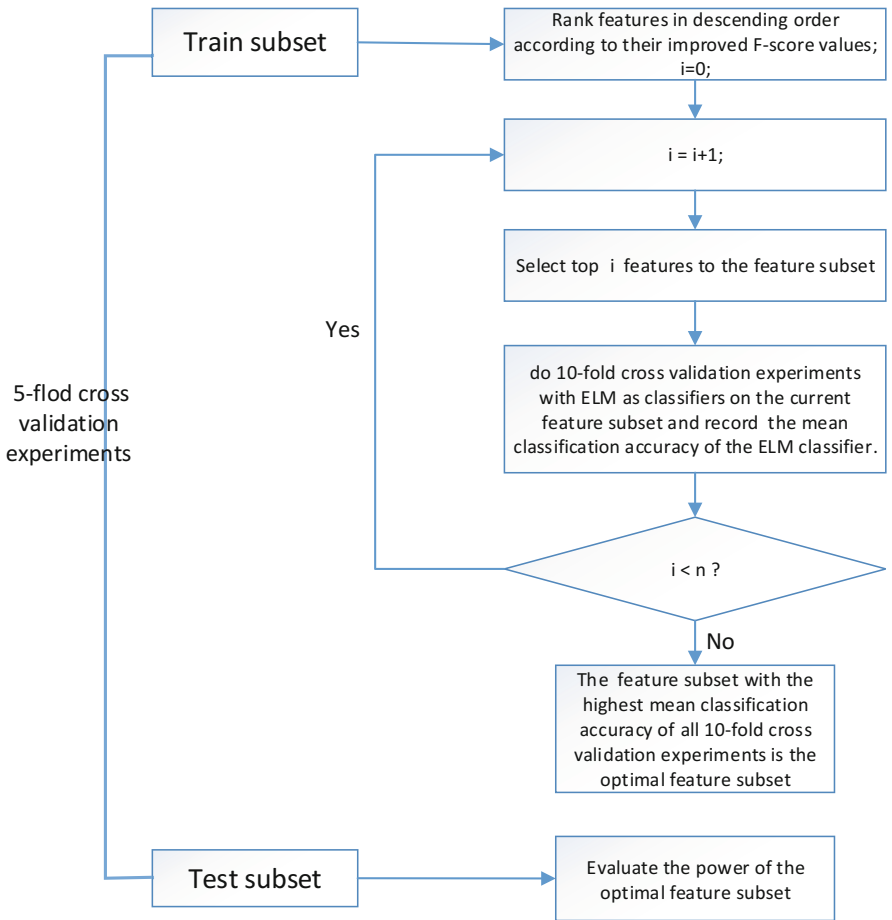 Train subset
Rank features in descending order
according to their improved F-score values;
i=0;
i = i+1;
Select top i features to the feature subset
Yes
do 10-fold cross validation experiments
with ELM as classifiers on the current
feature subset and record the mean
classification accuracy of the ELM classifier.
5-flod cross
validation
experiments
i < n ?
No
The feature subset with the
highest mean classification
accuracy of all 10-fold cross
validation experiments is the
optimal feature subset
Test subset
Evaluate the power of the
optimal feature subset